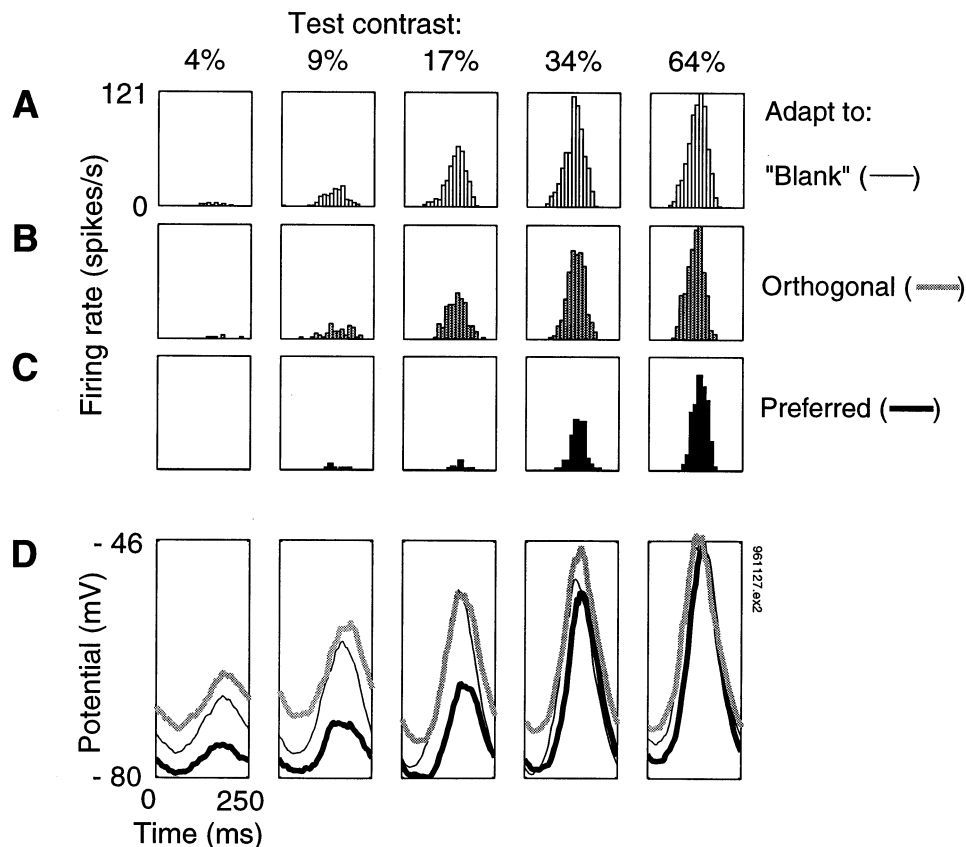 Test contrast:
4% 9% 17% 34% 64%
A
121
0
Adapt to:
"Blank" ( )
B
Firing rate (spikes/s)
Orthogonal ( )
C
Preferred ( )
D
- 46
- 80
Potential (mV)
961127.ex2
0 250
Time (ms)